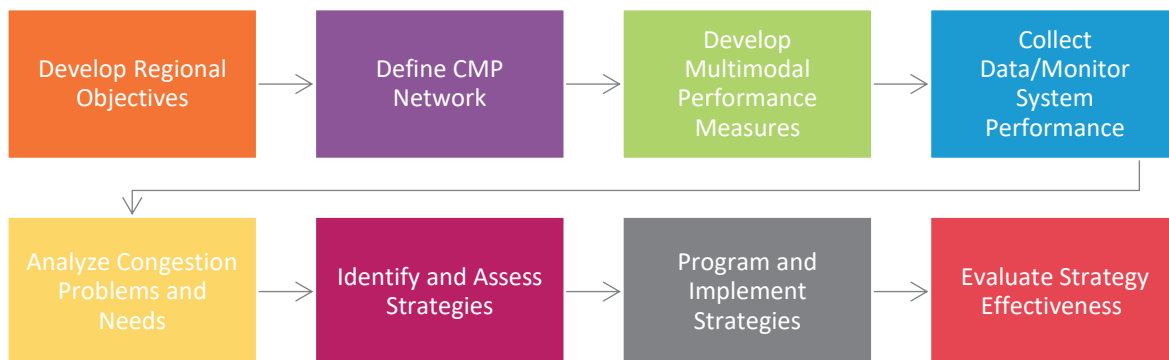 Develop Regional
Objectives
Define CMP
Network
Develop
Multimodal
Performance
Measures
Collect
Data/Monitor
System
Performance
Analyze Congestion
Problems and
Needs
Identify and Assess
Strategies
Program and
Implement
Strategies
Evaluate Strategy
Effectiveness